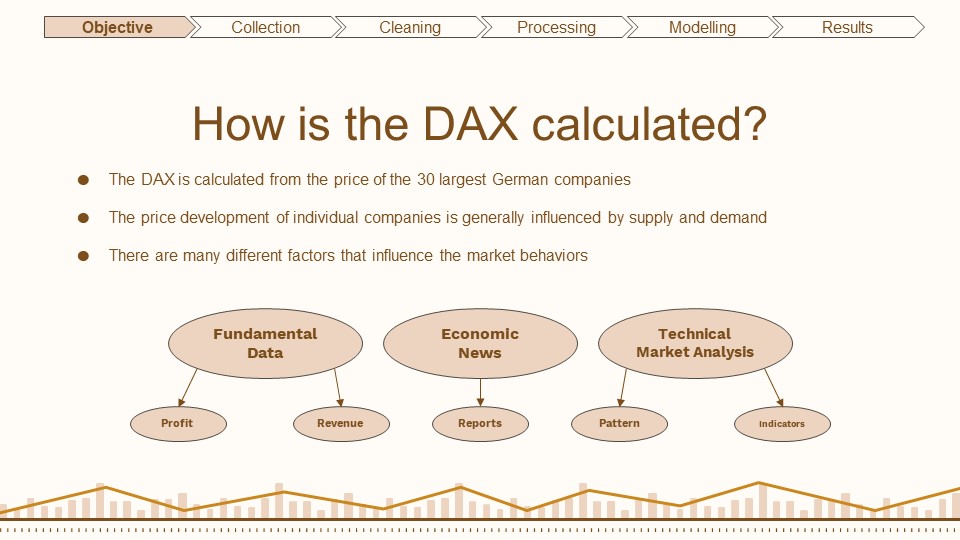 Objective
Collection
Cleaning
Processing
Modelling
Results
How is the DAX calculated?
The DAX is calculated from the price of the 30 largest German companies
The price development of individual companies is generally influenced by supply and demand
There are many different factors that influence the market behaviors
Fundamental
Data
Economic
News
Technical
Market Analysis
Profit
Revenue
Reports
Pattern
Indicators